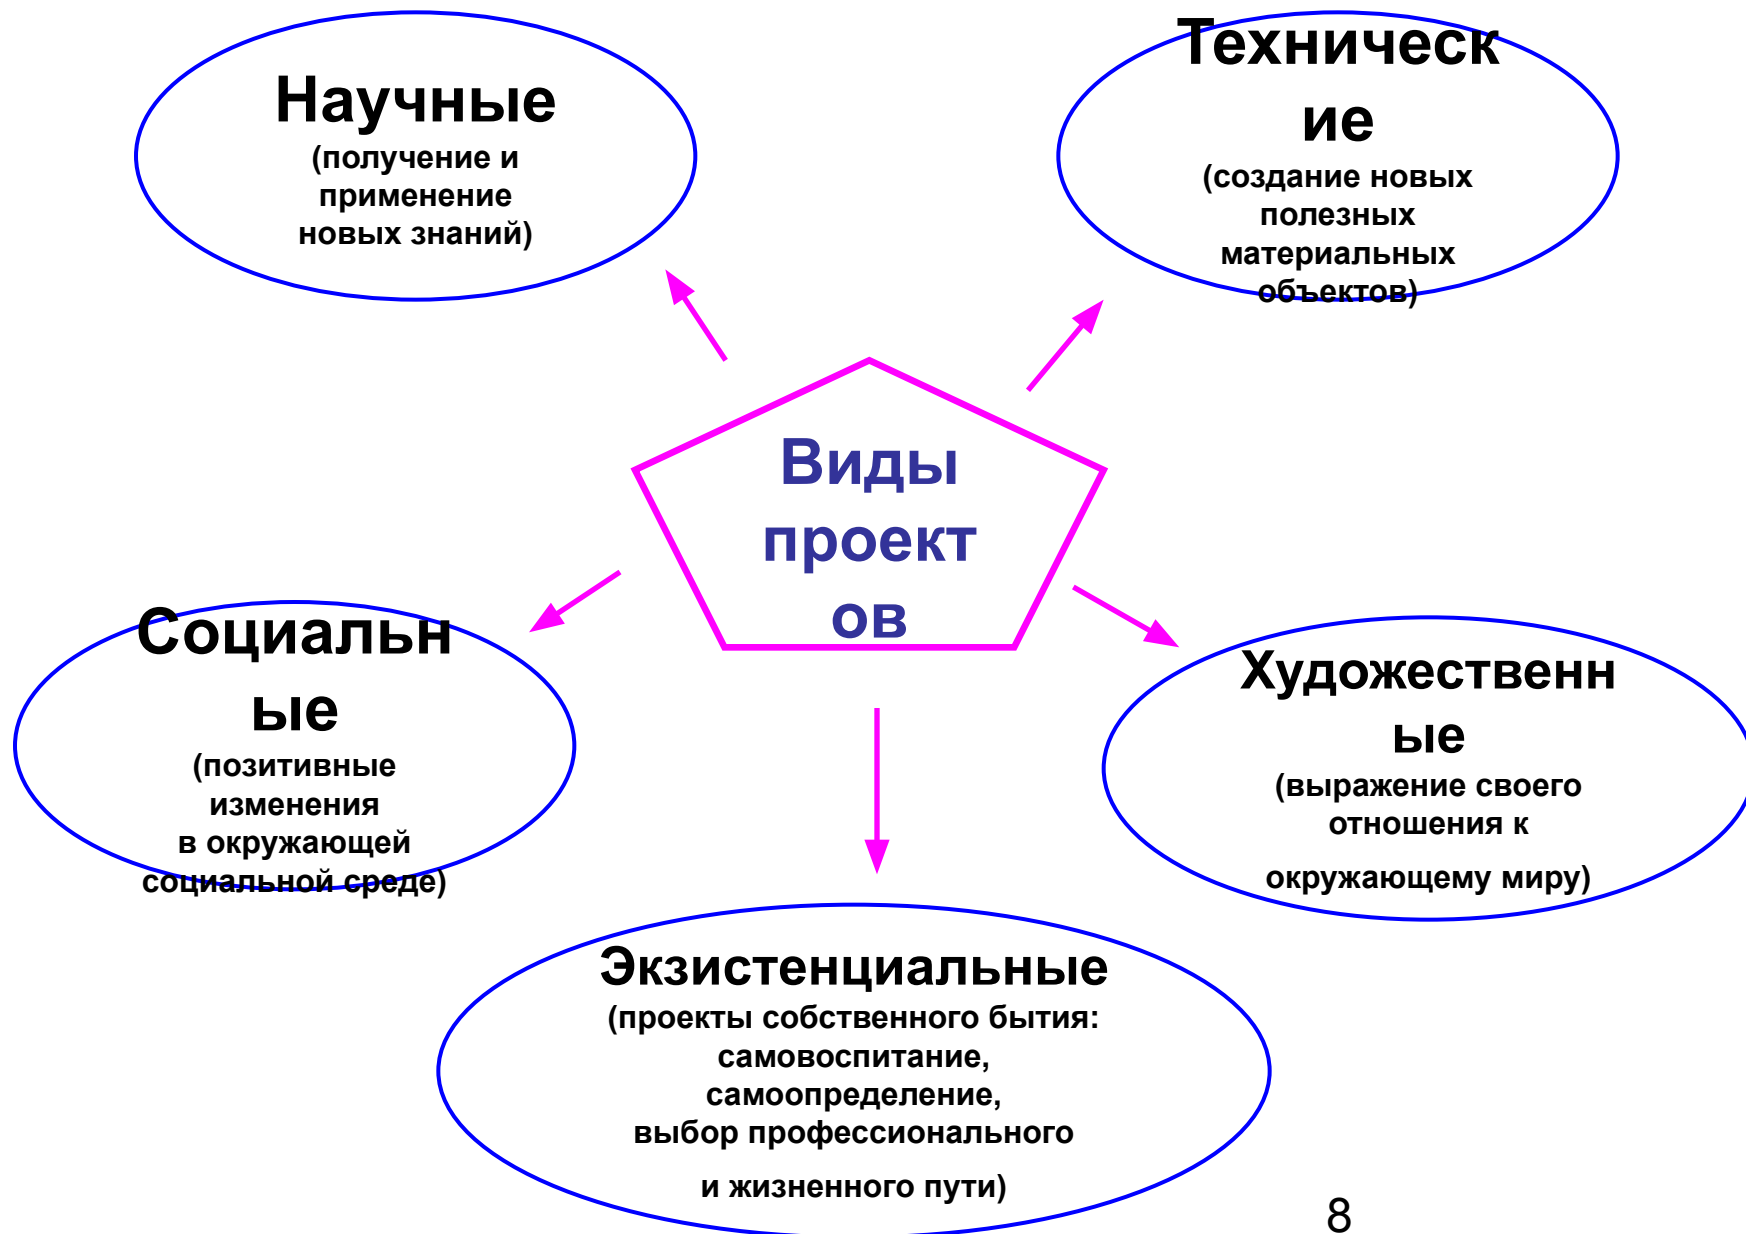 Научные
(получение и
применение
новых знаний)
Техническ
ие
(создание новых
полезных
материальных
объектов)
Виды
проект
ов
Социальн
ые
(позитивные
изменения
в окружающей
социальной среде)
Художественн
ые
(выражение своего
отношения к
окружающему миру)
Экзистенциальные
(проекты собственного бытия:
самовоспитание,
самоопределение,
выбор профессионального
и жизненного пути)
8